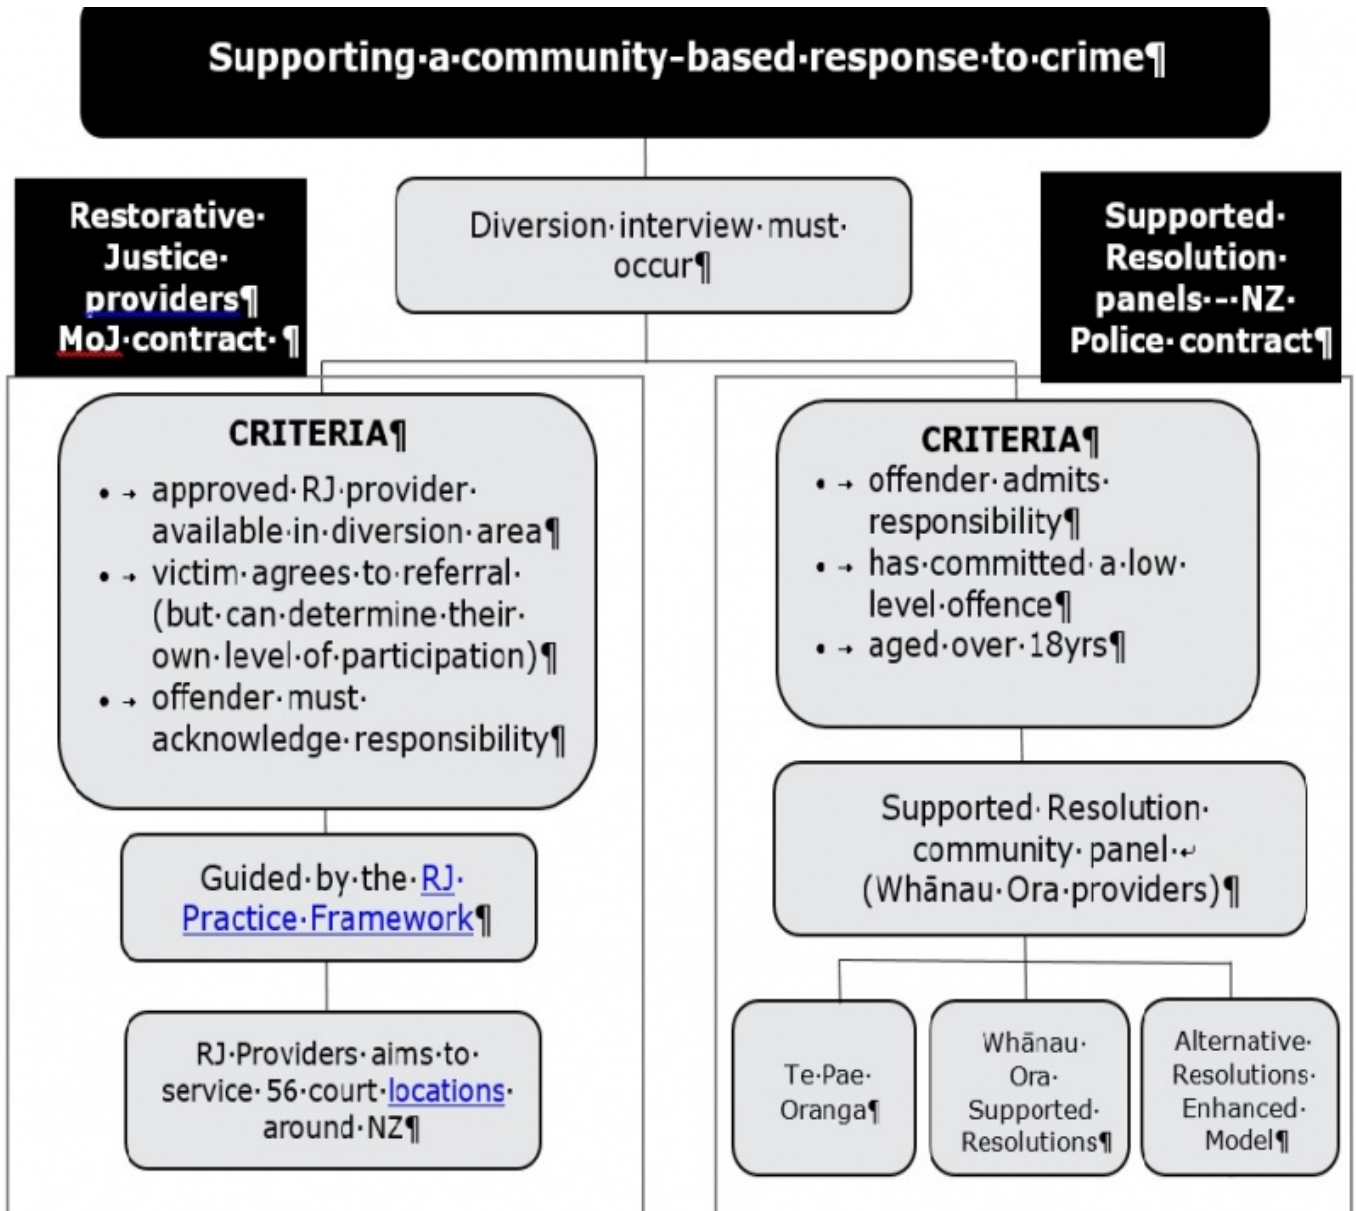 Supporting·a·community-based·response·to·crime¶
Diversion·interview·must·
occur¶
Restorative·
Justice·
providers¶
MoJ·contract·¶
Supported·
Resolution·
panels·-·NZ·
Police·contract¶
CRITERIA¶
•→approved·RJ·provider·
available·in·diversion·area¶
•→victim·agrees·to·referral·
(but·can·determine·their·
own·level·of·participation)¶
•→offender·must·
acknowledge·responsibility¶
Guided·by·the·RJ·
Practice·Framework¶
RJ·Providers·aims·to·
service·56·court·locations·
around·NZ¶
CRITERIA¶
•→offender·admits·
responsibility¶
•→has·committed·a·low·
level·offence¶
•→aged·over·18yrs¶
Supported·Resolution·
community·panel·↵
(Whānau·Ora·providers)¶
Te·Pae·
Oranga¶
Whānau·
Ora·
Supported·
Resolutions¶
Alternative·
Resolutions·
Enhanced·
Model¶